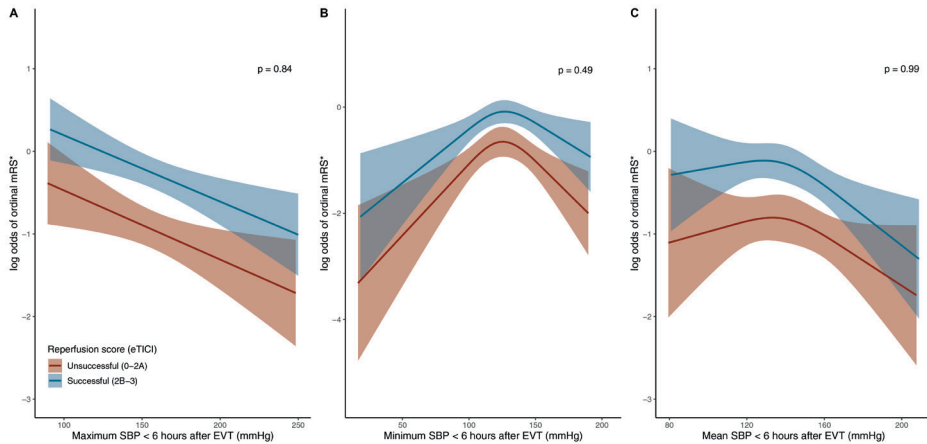 A
p = 0.84
log odds of ordinal mRS*
1
0
−1
−2
−3
Reperfusion score (eTICI)
Unsuccessful (0−2A)
Successful (2B−3)
100
150
200
250
Maximum SBP < 6 hours after EVT (mmHg)
B
p = 0.49
log odds of ordinal mRS*
0
−2
−4
0
50
100
150
200
Minimum SBP < 6 hours after EVT (mmHg)
C
p = 0.99
log odds of ordinal mRS*
1
0
−1
−2
−3
80
120
160
200
Mean SBP < 6 hours after EVT (mmHg)